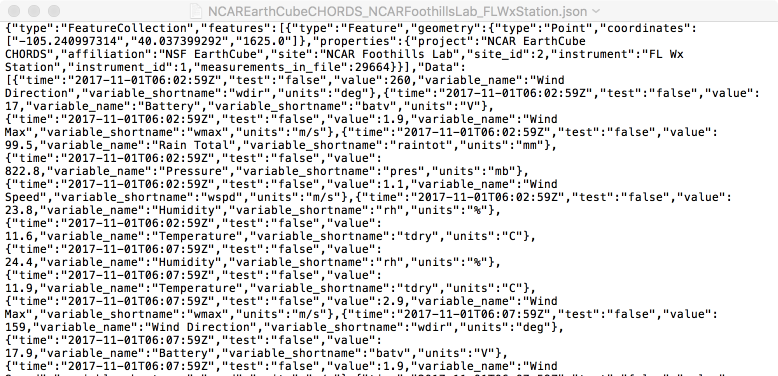 NCAREarthCubeCHORDS_NCARFoothillsLab_FLWxStation.json
{"type":"FeatureCollection","features":[{"type":"Feature","geometry":{"type":"Point","coordinates":
["-105.240997314","40.037399292","1625.0"]},"properties":{"project":"NCAR EarthCube
CHORDS","affiliation":"NSF EarthCube","site":"NCAR Foothills Lab","site_id":2,"instrument":"FL Wx
Station","instrument_id":1,"measurements_in_file":29664}}],"Data":
[{"time":"2017-11-01T06:02:59Z","test":"false","value":260,"variable_name":"Wind
Direction","variable_shortname":"wdir","units":"deg"},{"time":"2017-11-01T06:02:59Z","test":"false","value":
17,"variable_name":"Battery","variable_shortname":"batv","units":"V"},
{"time":"2017-11-01T06:02:59Z","test":"false","value":1.9,"variable_name":"Wind
Max","variable_shortname":"wmax","units":"m/s"},{"time":"2017-11-01T06:02:59Z","test":"false","value":
99.5,"variable_name":"Rain Total","variable_shortname":"raintot","units":"mm"},
{"time":"2017-11-01T06:02:59Z","test":"false","value":
822.8,"variable_name":"Pressure","variable_shortname":"pres","units":"mb"},
{"time":"2017-11-01T06:02:59Z","test":"false","value":1.1,"variable_name":"Wind
Speed","variable_shortname":"wspd","units":"m/s"},{"time":"2017-11-01T06:02:59Z","test":"false","value":
23.8,"variable_name":"Humidity","variable_shortname":"rh","units":"%"},
{"time":"2017-11-01T06:02:59Z","test":"false","value":
11.6,"variable_name":"Temperature","variable_shortname":"tdry","units":"C"},
{"time":"2017-11-01T06:07:59Z","test":"false","value":
24.4,"variable_name":"Humidity","variable_shortname":"rh","units":"%"},
{"time":"2017-11-01T06:07:59Z","test":"false","value":
11.9,"variable_name":"Temperature","variable_shortname":"tdry","units":"C"},
{"time":"2017-11-01T06:07:59Z","test":"false","value":2.9,"variable_name":"Wind
Max","variable_shortname":"wmax","units":"m/s"},{"time":"2017-11-01T06:07:59Z","test":"false","value":
159,"variable_name":"Wind Direction","variable_shortname":"wdir","units":"deg"},
{"time":"2017-11-01T06:07:59Z","test":"false","value":
17.9,"variable_name":"Battery","variable_shortname":"batv","units":"V"},
{"time":"2017-11-01T06:07:59Z","test":"false","value":1.9,"variable_name":"Wind